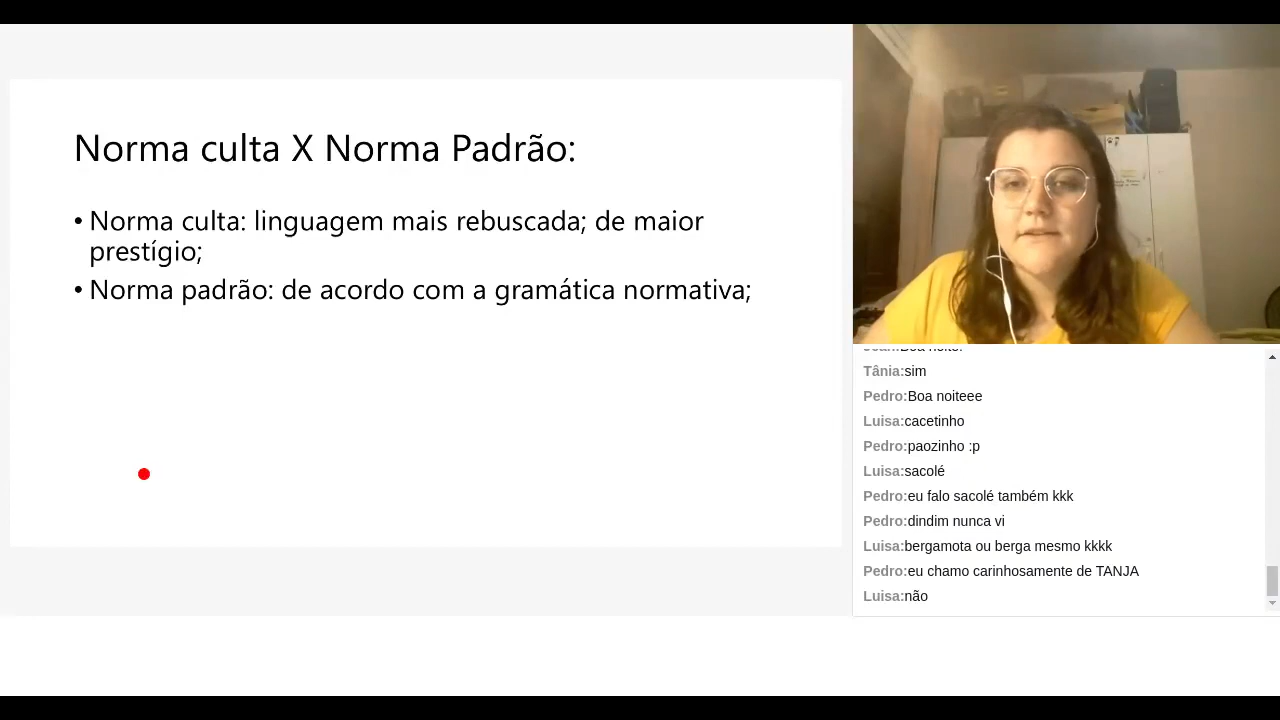 Norma culta X Norma Padrão:
• Norma culta: linguagem mais rebuscada; de maior
prestígio;
• Norma padrão: de acordo com a gramática normativa;
Tânia:sim
Pedro:Boa noiteee
Luisa:cacetinho
Pedro:paozinho :p
Luisa:sacolé
Pedro:eu falo sacolé também kkk
Pedro:dindim nunca vi
Luisa:bergamota ou berga mesmo kkkk
Pedro:eu chamo carinhosamente de TANJA
Luisa:não